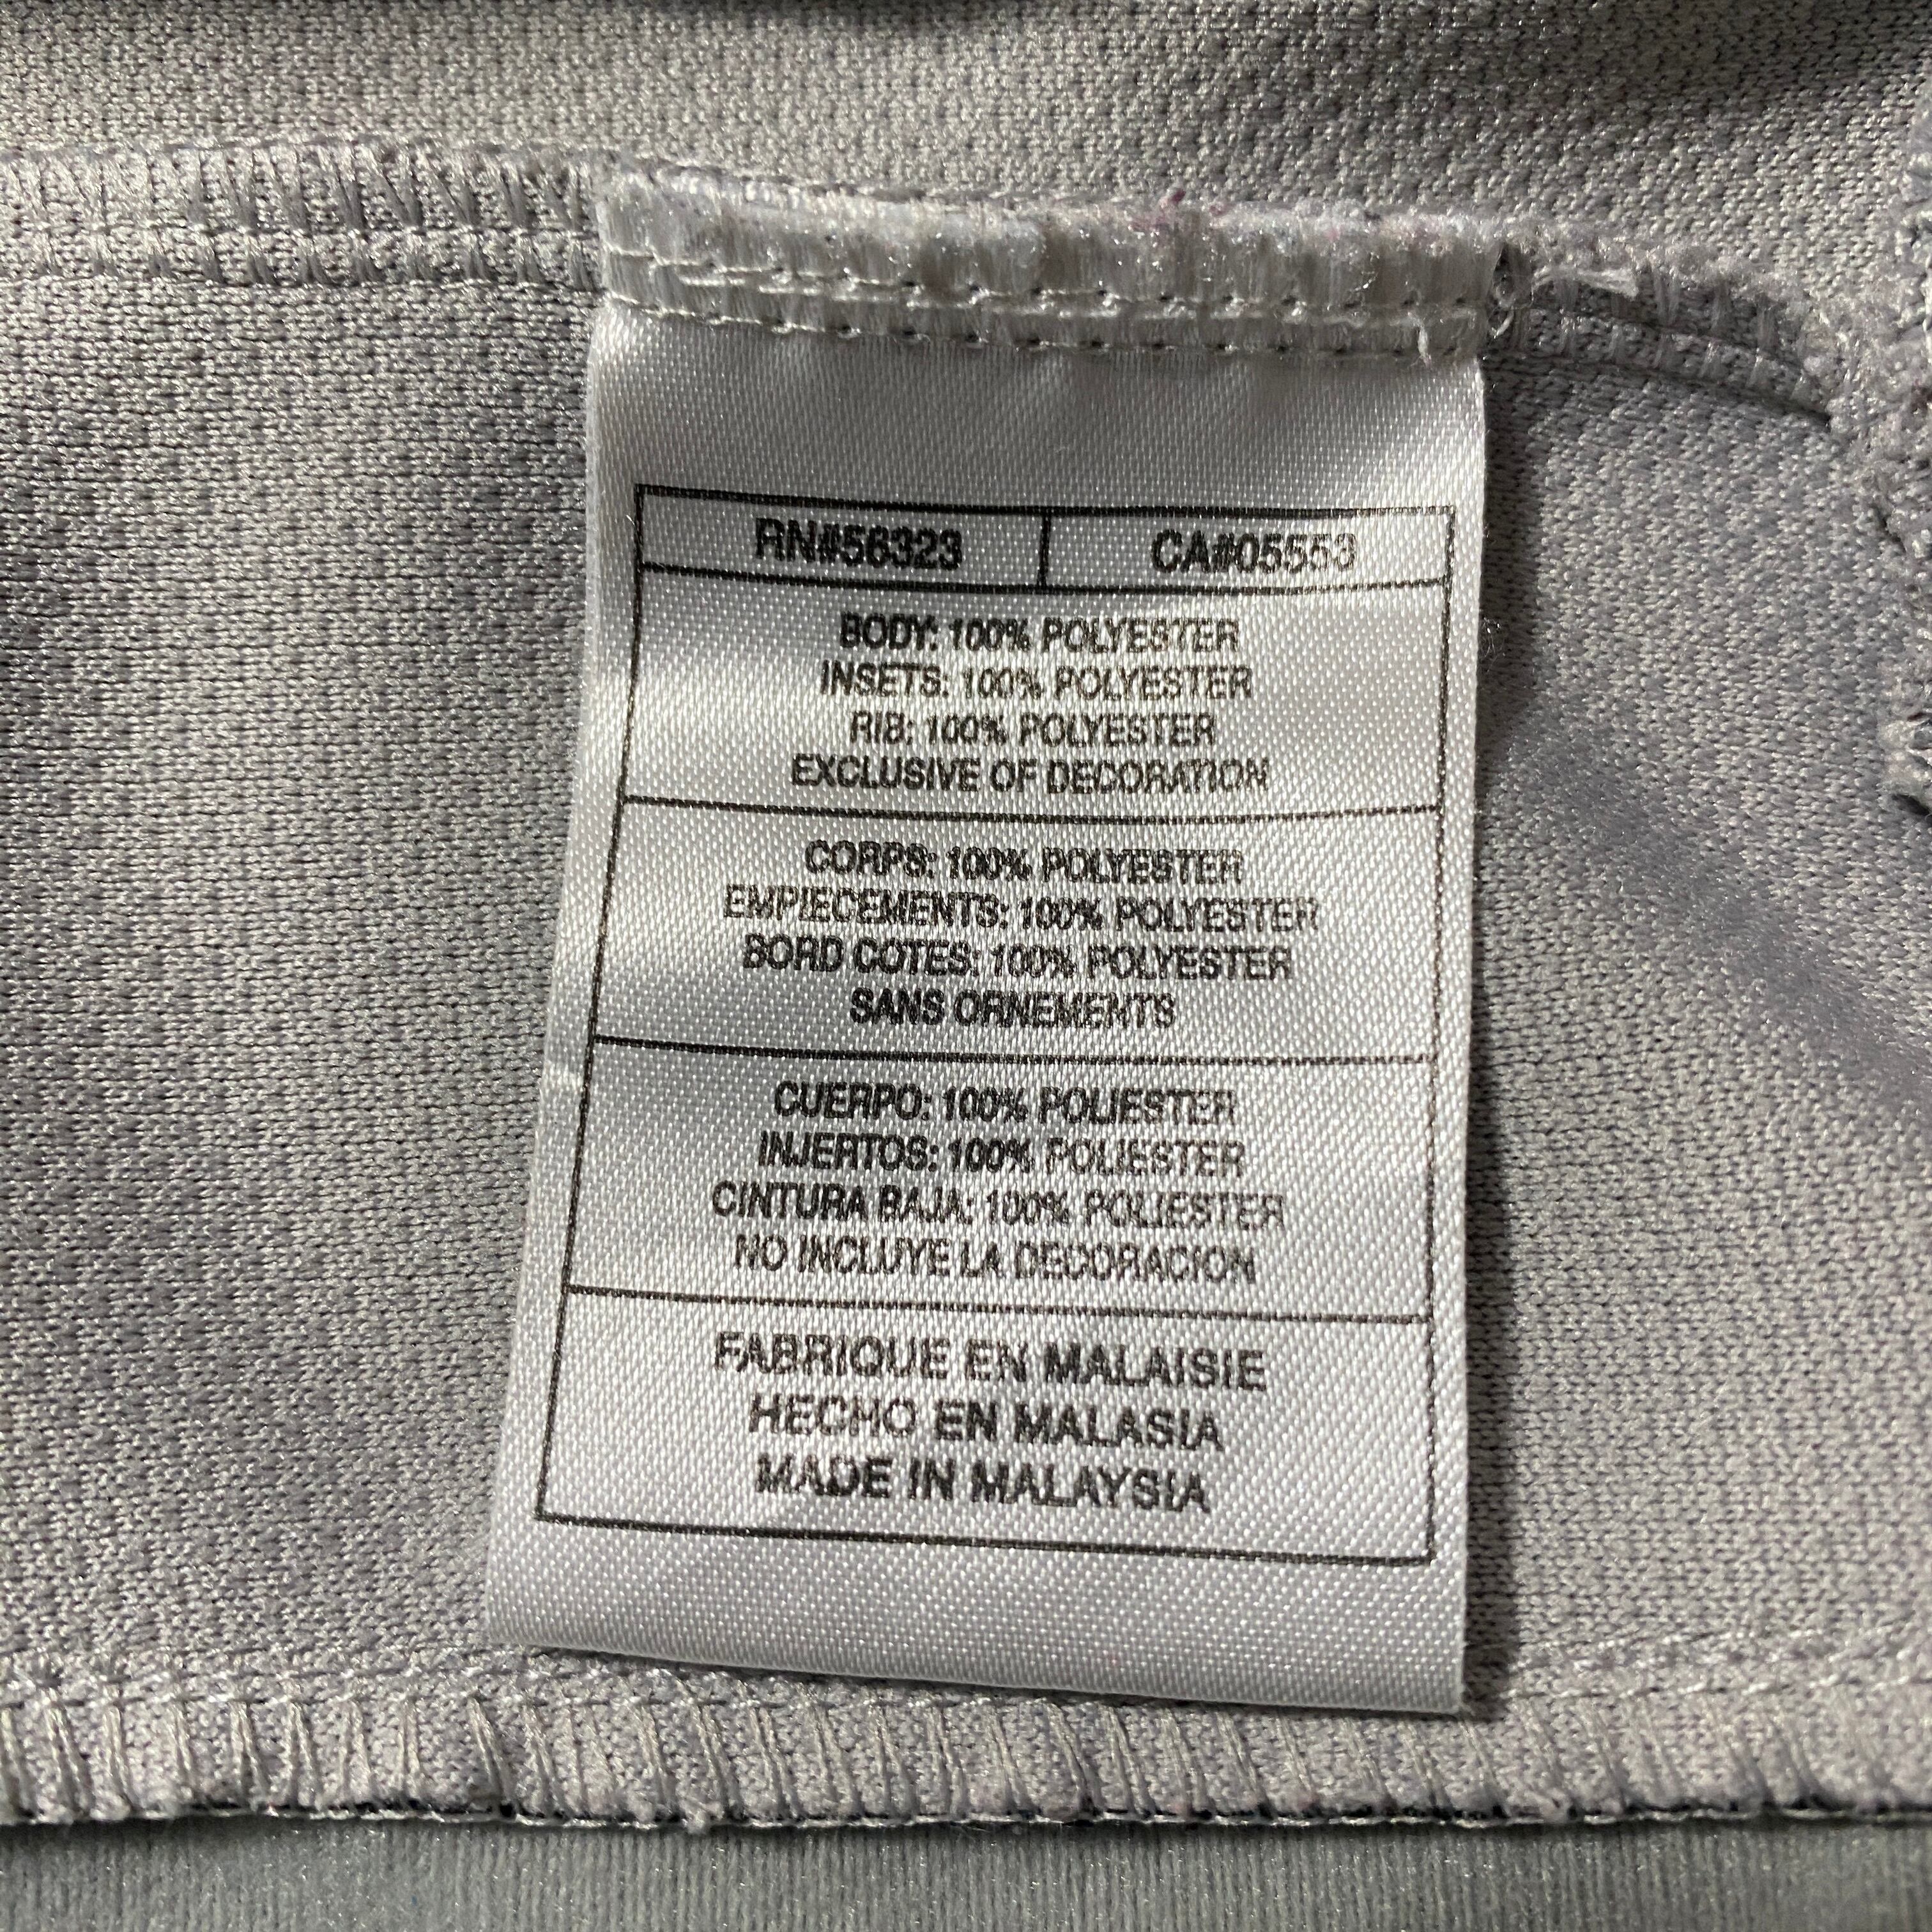 RN#56323 CA#05553
BODY: 100% POLYESTER
INSETS: 100% POLYESTER
RIB: 100% POLYESTER
EXCLUSIVE OF DECORATION
CORPS: 100% POLYESTER
EMPIECEMENTS: 100% POLYESTER
BORD COTES: 100% POLYESTER
SANS ORNEMENTS
CUERPO: 100% POLIESTER
INJERTOS: 100% POLIESTER
CINTURA BAJA: 100% POLIESTER
NO INCLUYE LA DECORACION
FABRIQUE EN MALAISIE
HECHO EN MALASIA
MADE IN MALAYSIA